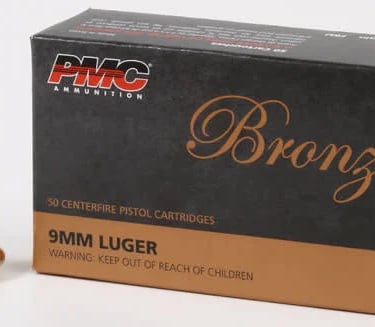 PMC
AMMUNITION
Bronz
50 CENTERFIRE PISTOL CARTRIDGES
9MM LUGER
WARNING: KEEP OUT OF REACH OF CHILDREN